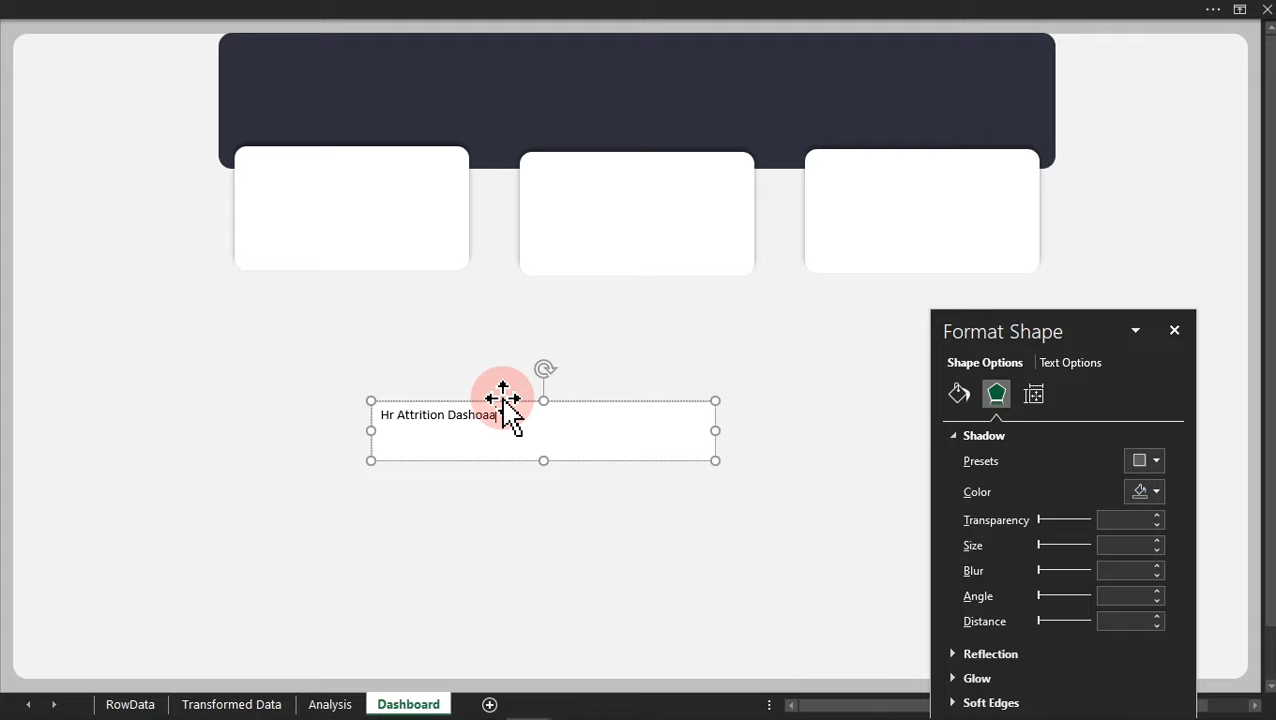 Format Shape
Shape Options
Text Options
Hr Attrition Dashoaa
Shadow
Presets
Color
Transparency
Size
Blur
Angle
Distance
Reflection
Glow
Soft Edges
RowData
Transformed Data
Analysis
Dashboard